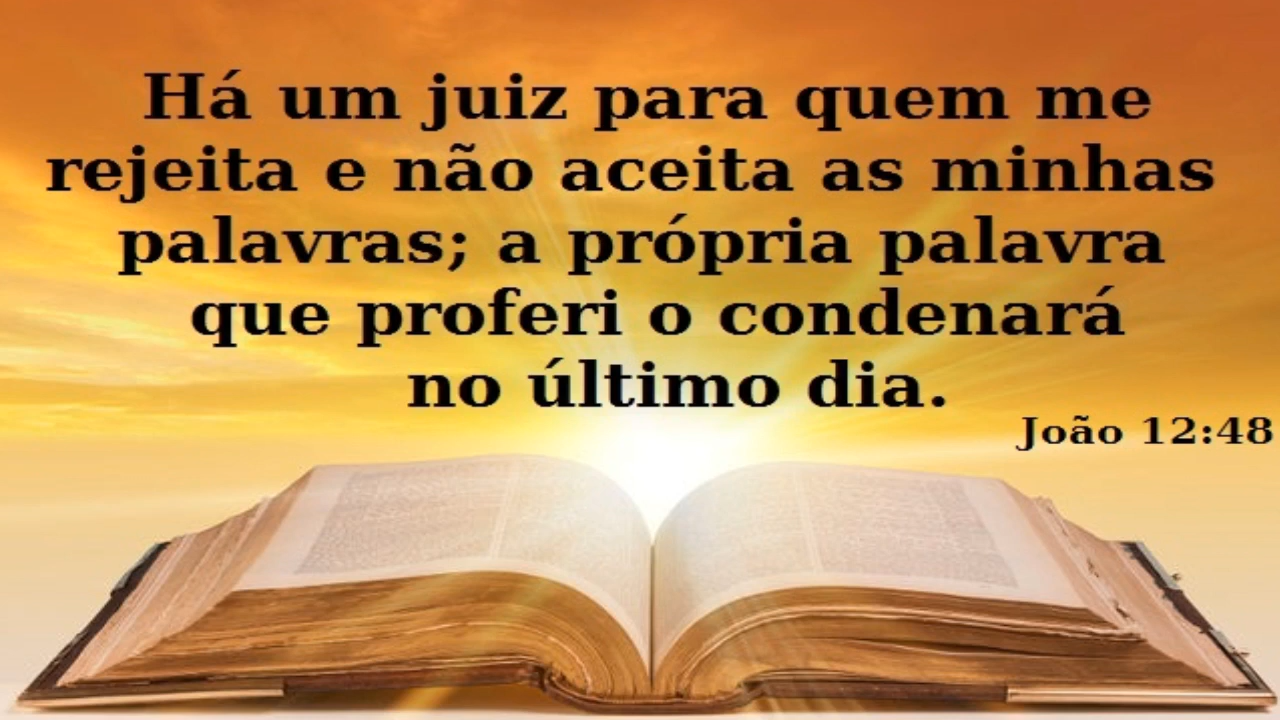 Há um juiz para quem me
rejeita e não aceita as minhas
palavras; a própria palavra
que proferi o condenará
no último dia.
João 12:48